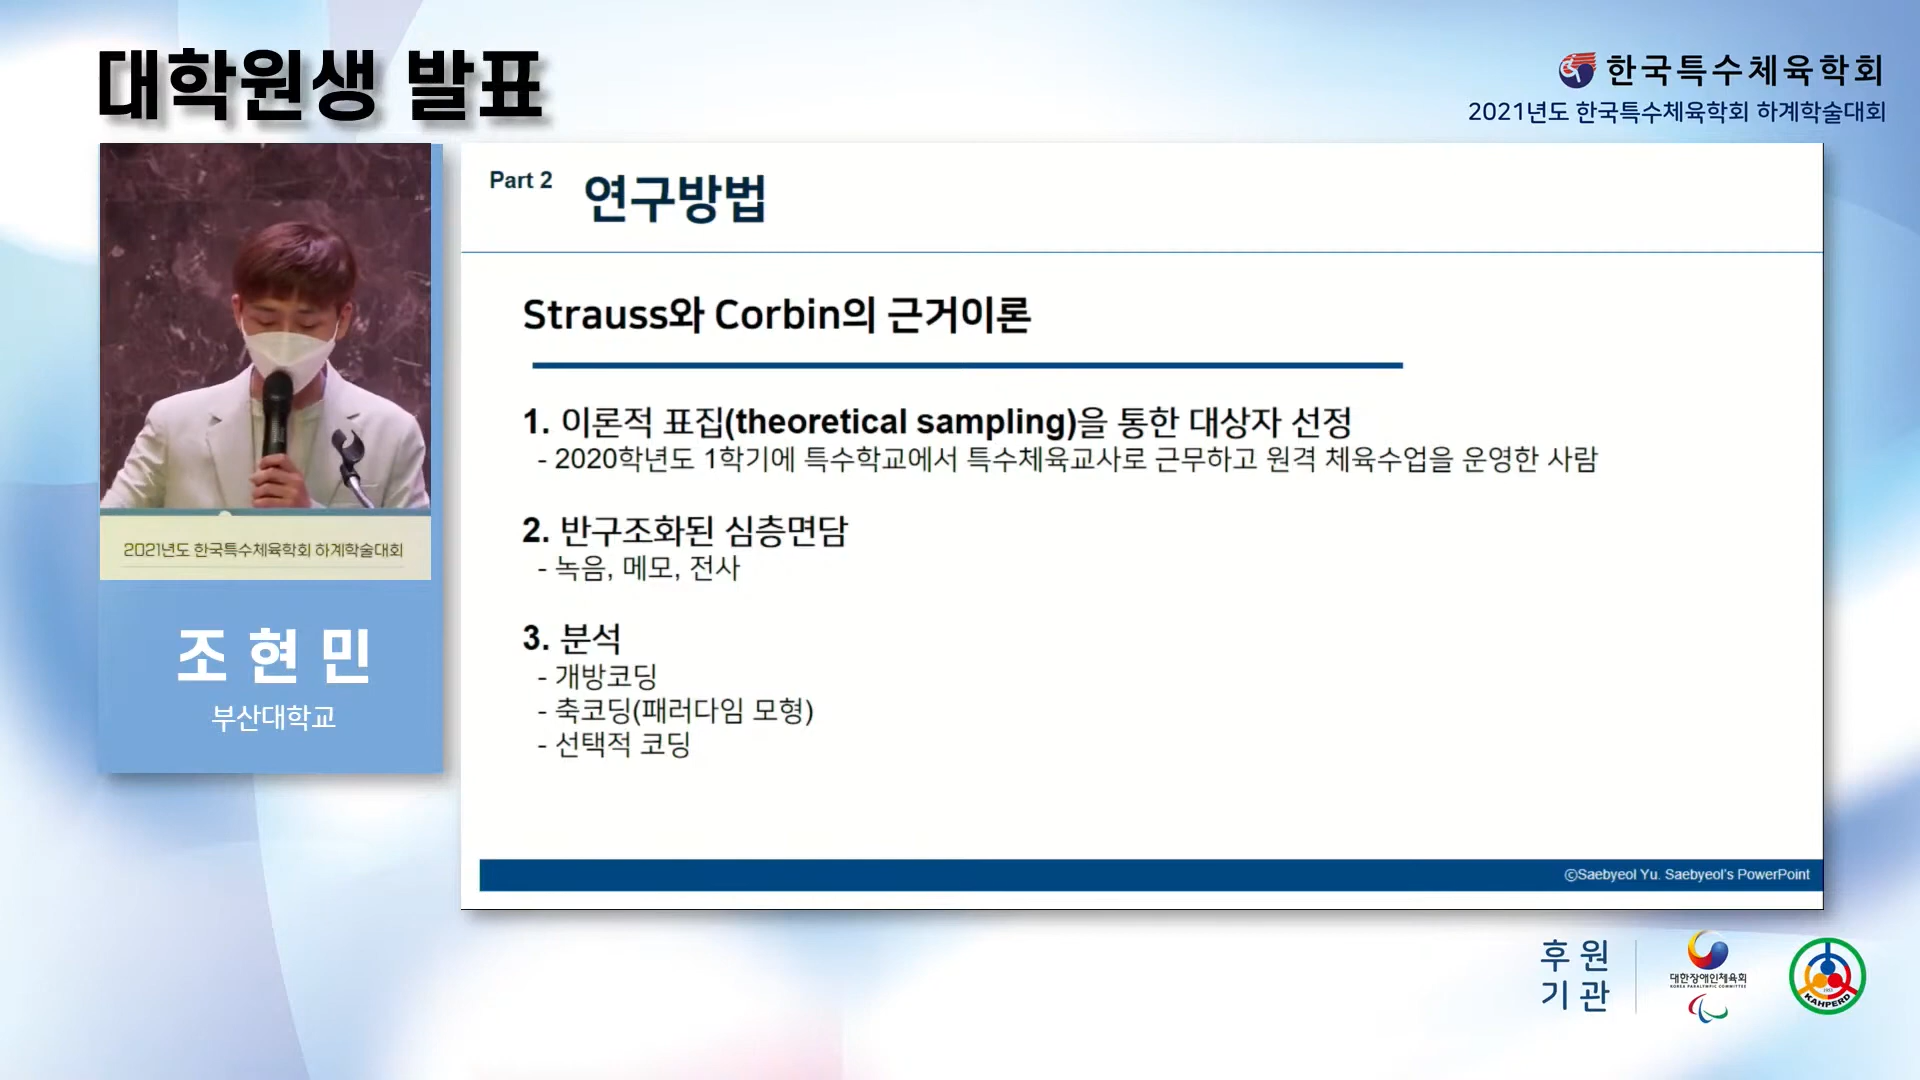 대학원생 발표
한국특수체육학회
2021년도 한국특수체육학회 하계학술대회
2021년도 한국특수체육학회 하계학술대회
조현민
부산대학교
Part 2 연구방법
Strauss와 Corbin의 근거이론
1. 이론적 표집(theoretical sampling)을 통한 대상자 선정
- 2020학년도 1학기에 특수학교에서 특수체육교사로 근무하고 원격 체육수업을 운영한 사람
2. 반구조화된 심층면담
- 녹음, 메모, 전사
3. 분석
- 개방코딩
- 축코딩(패러다임 모형)
- 선택적 코딩
ⓒSaebyeol Yu. Saebyeol's PowerPoint
후원
기관
대한장애인체육회
KOREA PARALYMPIC COMMITTEE
KAHPERD